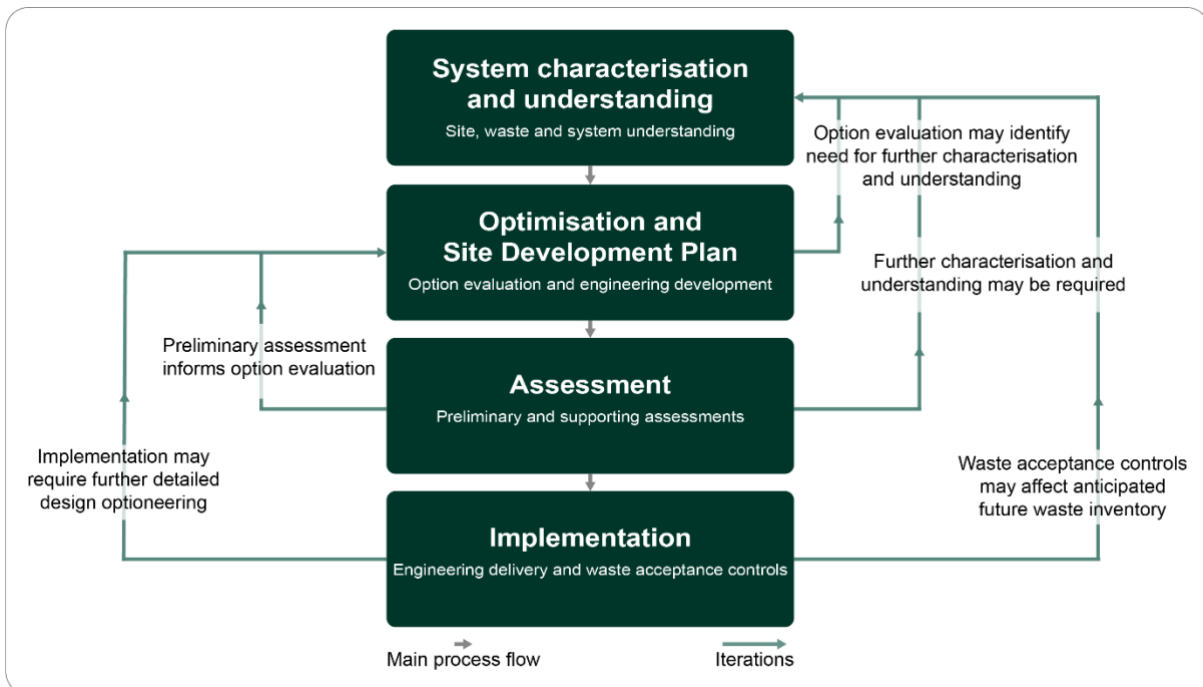 System characterisation
and understanding
Site, waste and system understanding
Option evaluation may identify
need for further characterisation
and understanding
Optimisation and
Site Development Plan
Option evaluation and engineering development
Further characterisation and
understanding may be required
Preliminary assessment
informs option evaluation
Assessment
Preliminary and supporting assessments
Implementation may
require further detailed
design optioneering
Waste acceptance controls
may affect anticipated
future waste inventory
Implementation
Engineering delivery and waste acceptance controls
Main process flow
Iterations